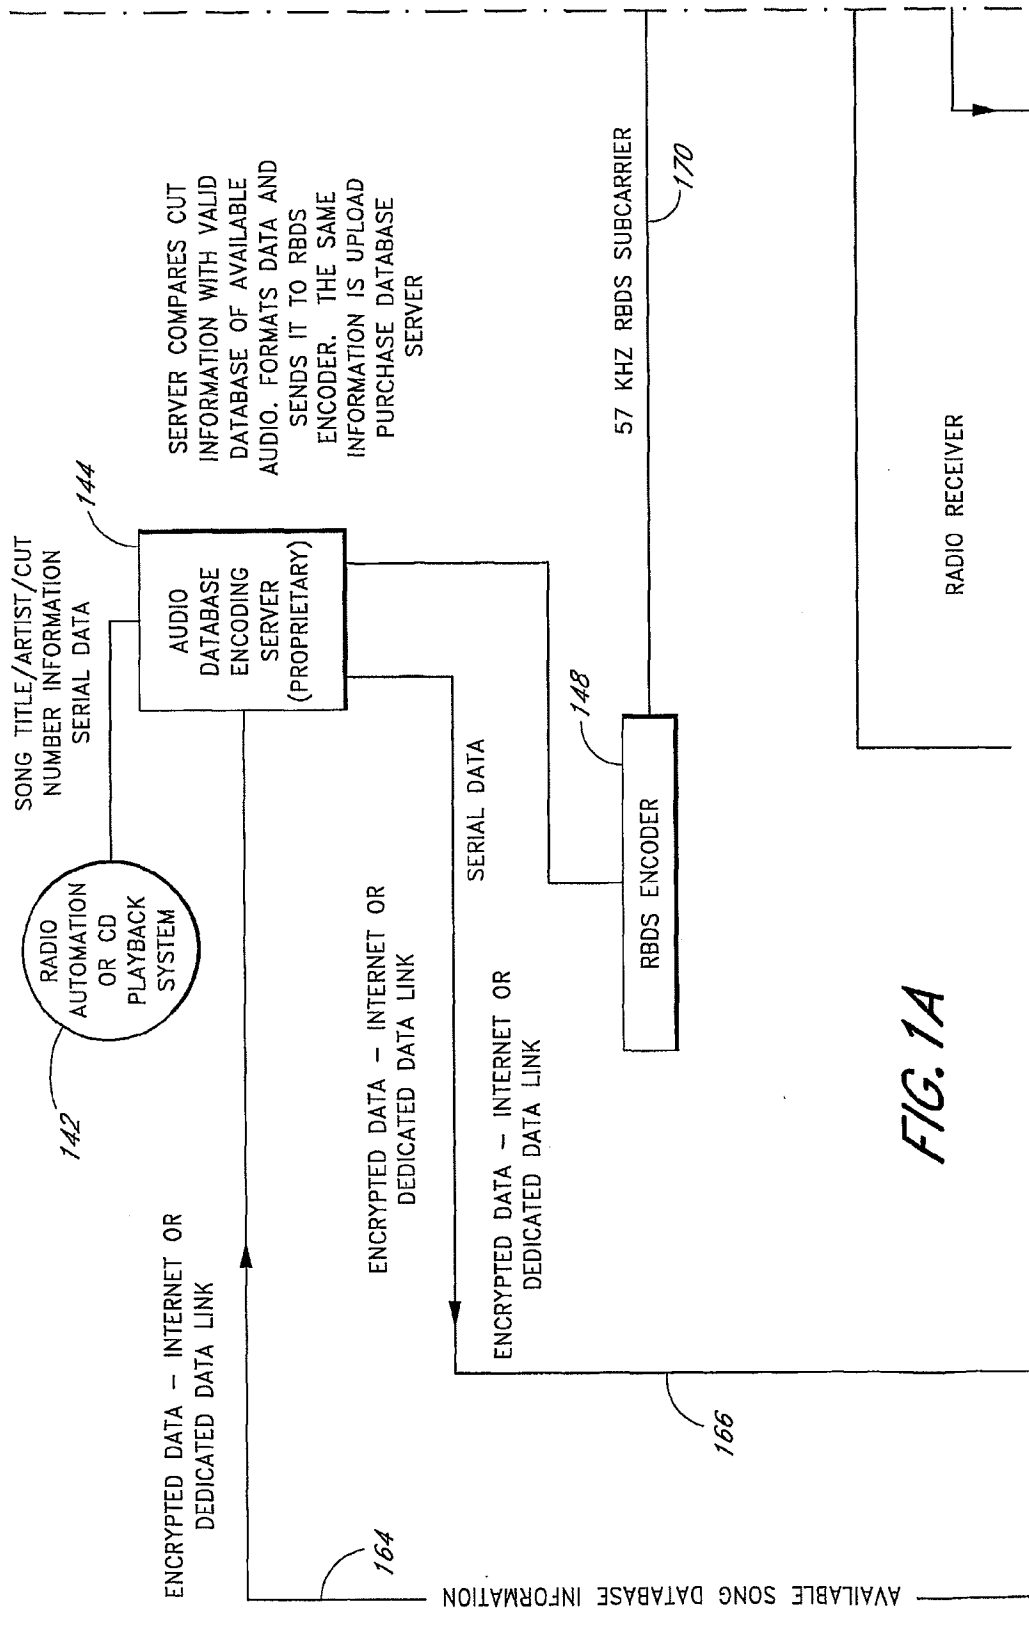 SONG TITLE/ARTIST/CUT
NUMBER INFORMATION
SERIAL DATA
142
RADIO
AUTOMATION
OR CD
PLAYBACK
SYSTEM
144
AUDIO
DATABASE
ENCODING
SERVER
(PROPRIETARY)
SERVER COMPARES CUT
INFORMATION WITH VALID
DATABASE OF AVAILABLE
AUDIO. FORMATS DATA AND
SENDS IT TO RBDS
ENCODER. THE SAME
INFORMATION IS UPLOAD
PURCHASE DATABASE
SERVER
ENCRYPTED DATA - INTERNET OR
DEDICATED DATA LINK
164
AVAILABLE SONG DATABASE INFORMATION
ENCRYPTED DATA - INTERNET OR
DEDICATED DATA LINK
SERIAL DATA
ENCRYPTED DATA - INTERNET OR
DEDICATED DATA LINK
166
148
RBDS ENCODER
57 KHZ RBDS SUBCARRIER
170
RADIO RECEIVER
FIG. 1A